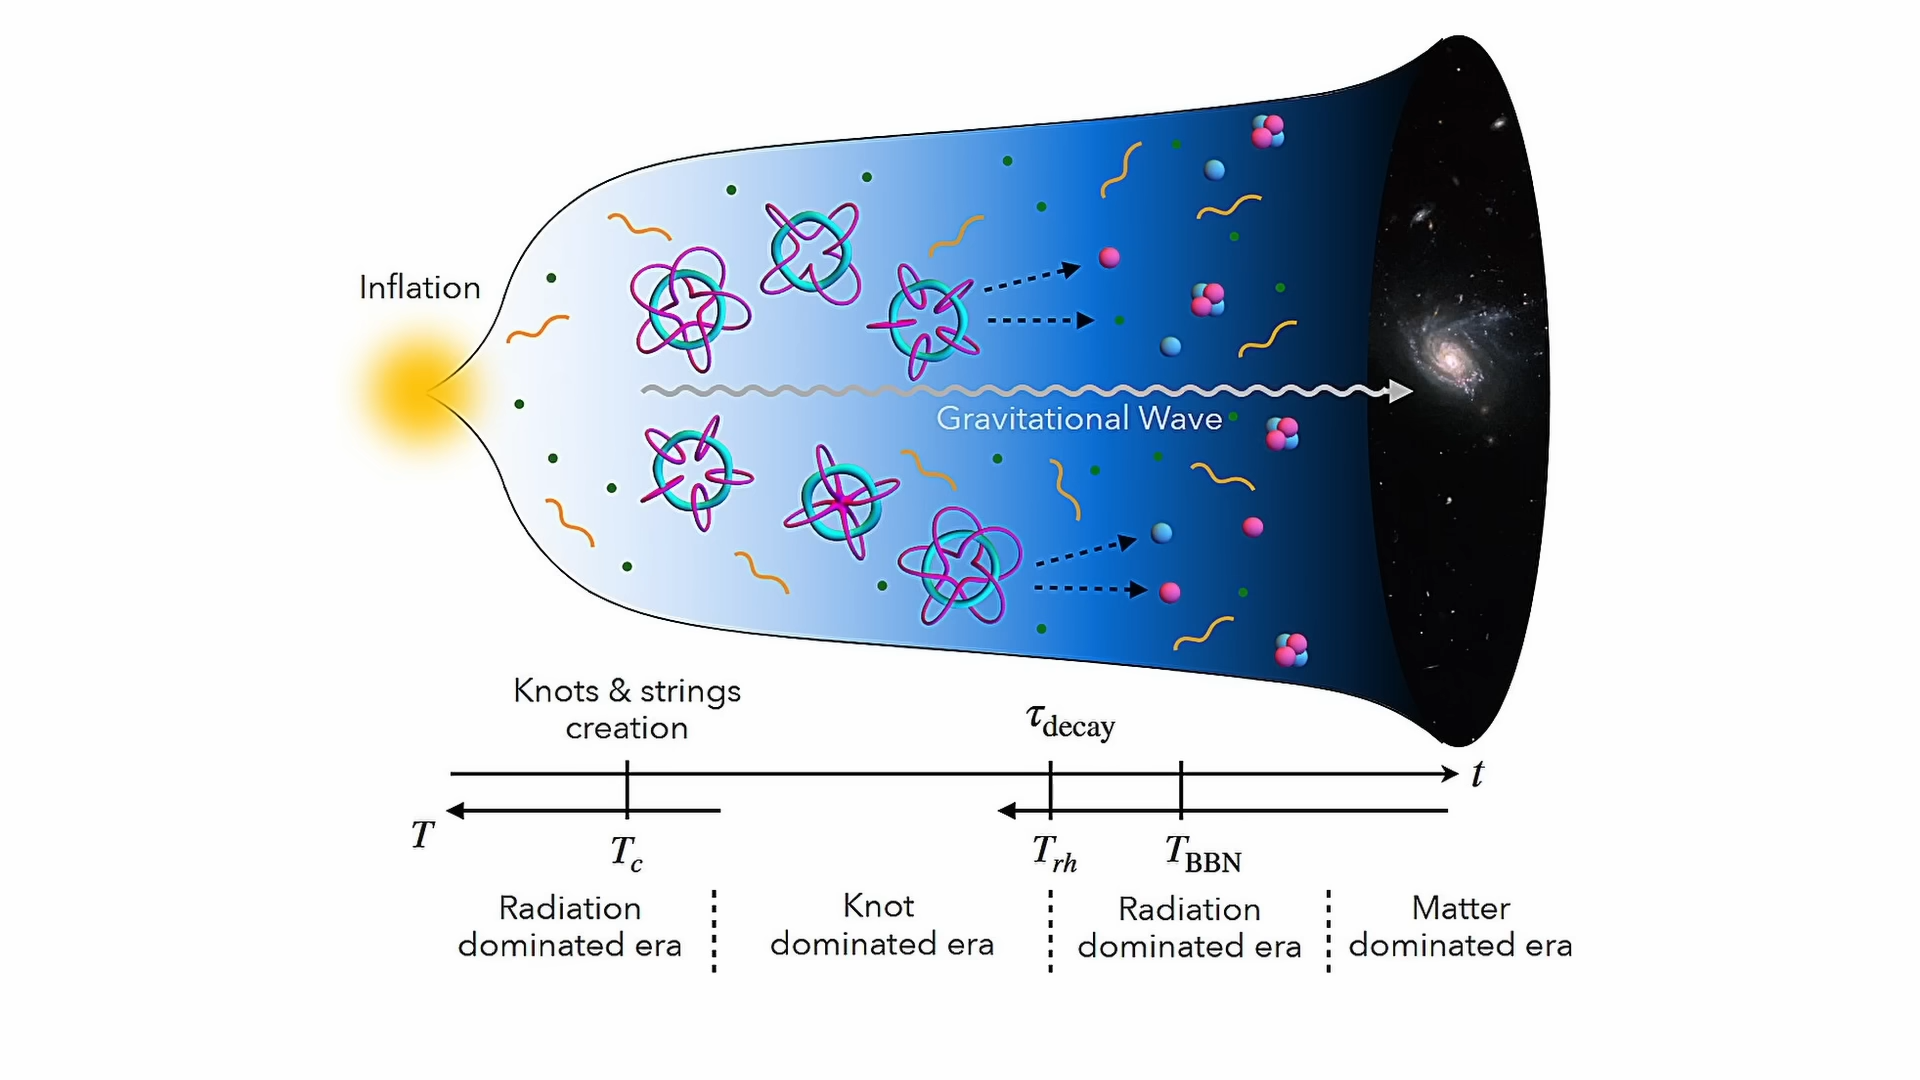 Inflation
Gravitational Wave
Knots & strings
creation
τdecay
t
T
Tc
Trh
TBBN
Radiation
dominated era
Knot
dominated era
Radiation
dominated era
Matter
dominated era